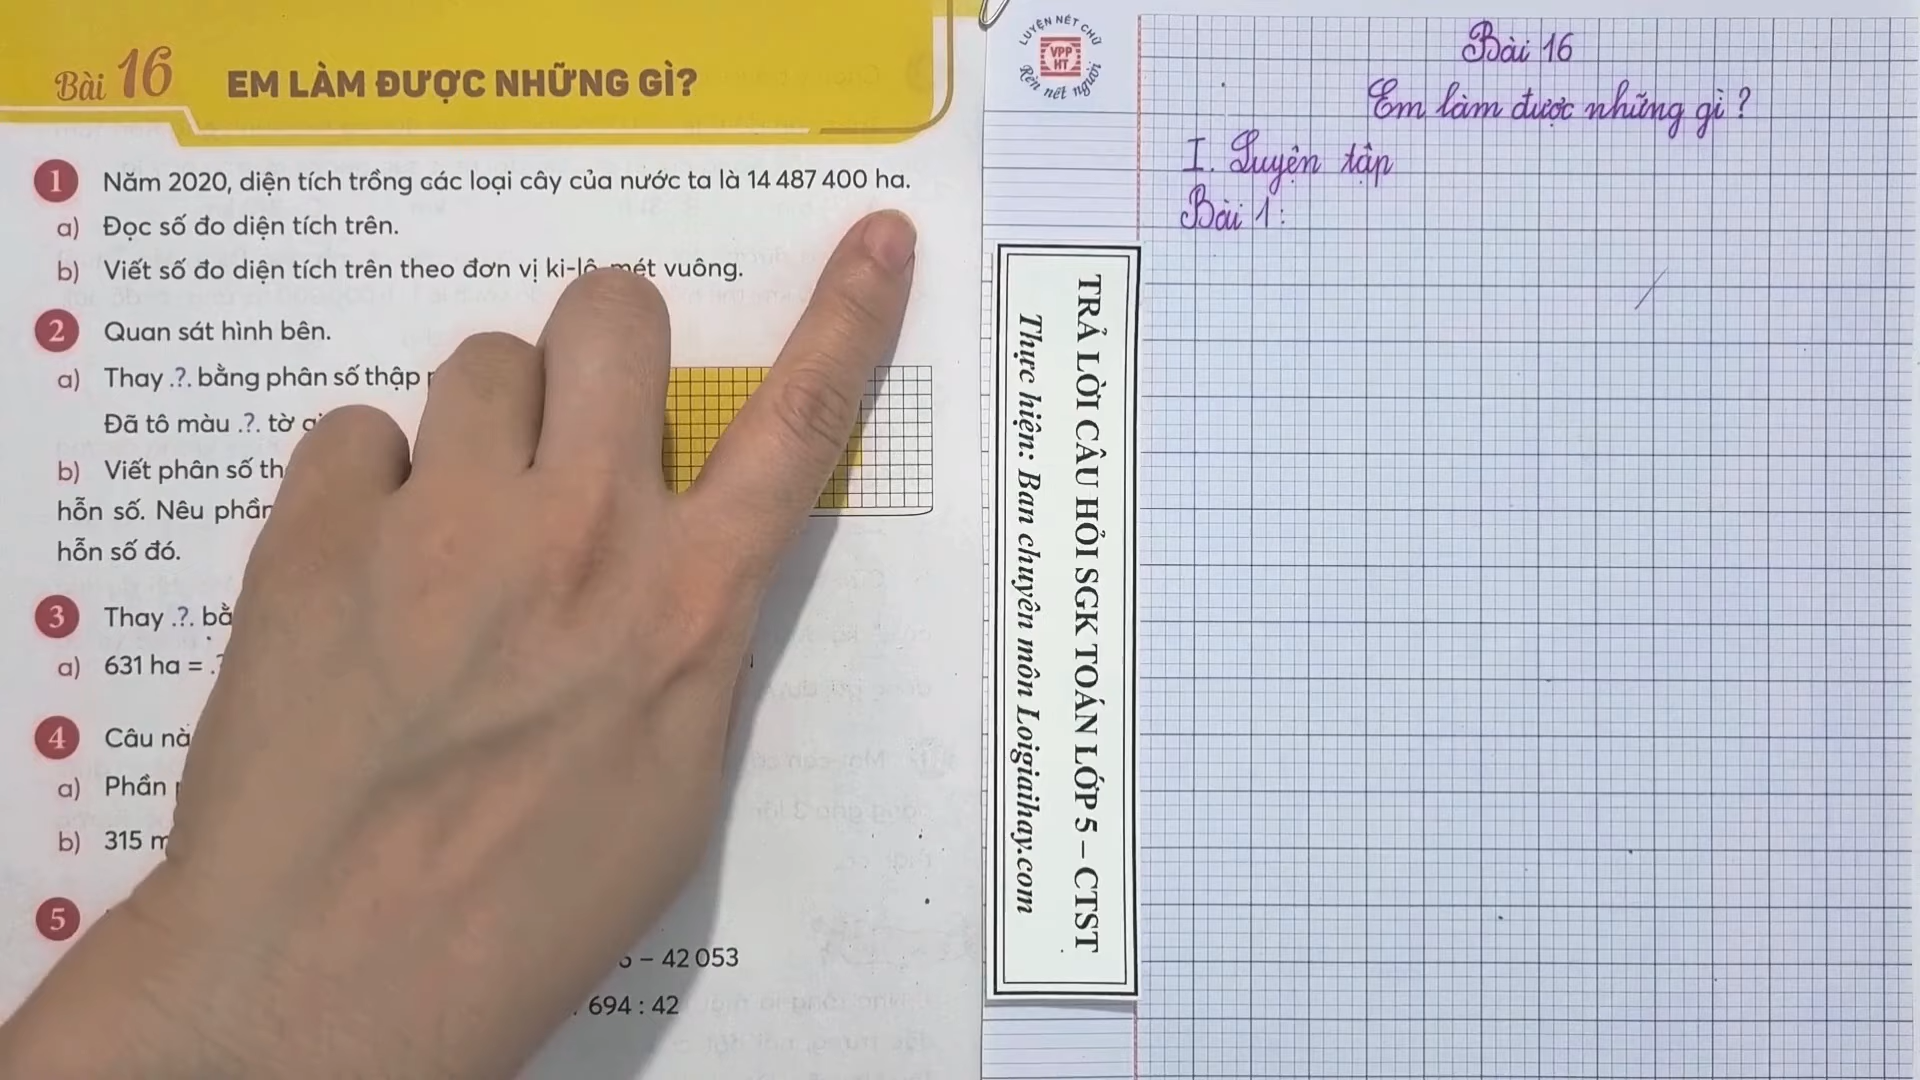 Bài 16 EM LÀM ĐƯỢC NHỮNG GÌ?
1 Năm 2020, diện tích trồng các loại cây của nước ta là 14 487 400 ha.
a) Đọc số đo diện tích trên.
b) Viết số đo diện tích trên theo đơn vị ki-lô-mét vuông.
2 Quan sát hình bên.
a) Thay .?. bằng phân số thập
Đã tô màu .?. tờ
b) Viết phân số
hỗn số. Nêu
hỗn số đó.
3 Thay .?.
a) 631 ha =
4 Câu
a) Phần
b) 315
5
– 42 053
694 : 42
LUYỆN NÉT CHỮ
VPP
HT
Rèn nết người
Bài 16
Em làm được những gì?
I. Luyện tập
Bài 1:
TRẢ LỜI CÂU HỎI SGK TOÁN LỚP 5 – CTST
Thực hiện: Ban chuyên môn Loigiaihay.com